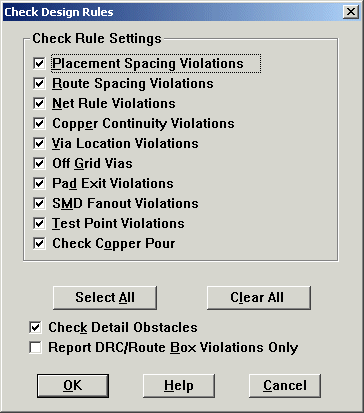 Check Design Rules
Check Rule Settings
Placement Spacing Violations
Route Spacing Violations
Net Rule Violations
Copper Continuity Violations
Via Location Violations
Off Grid Vias
Pad Exit Violations
SMD Fanout Violations
Test Point Violations
Check Copper Pour
Select All Clear All
Check Detail Obstacles
Report DRC/Route Box Violations Only
OK Help Cancel